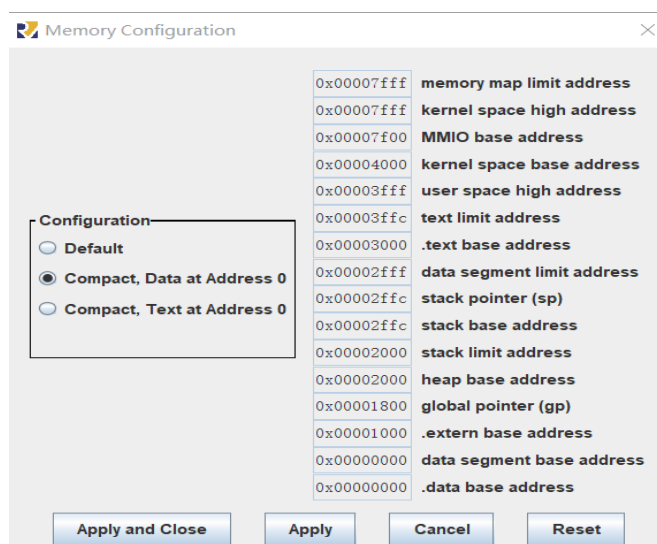 Memory Configuration
0x00007fff memory map limit address
0x00007fff kernel space high address
0x00007f00 MMIO base address
0x00004000 kernel space base address
0x00003fff user space high address
Configuration
0x00003ffc text limit address
Default
0x00003000 .text base address
Compact, Data at Address 0
0x00002fff data segment limit address
0x00002ffc stack pointer (sp)
Compact, Text at Address 0
0x00002ffc stack base address
0x00002000 stack limit address
0x00002000 heap base address
0x00001800 global pointer (gp)
0x00001000 .extern base address
0x00000000 data segment base address
0x00000000 .data base address
Apply and Close Apply Cancel Reset